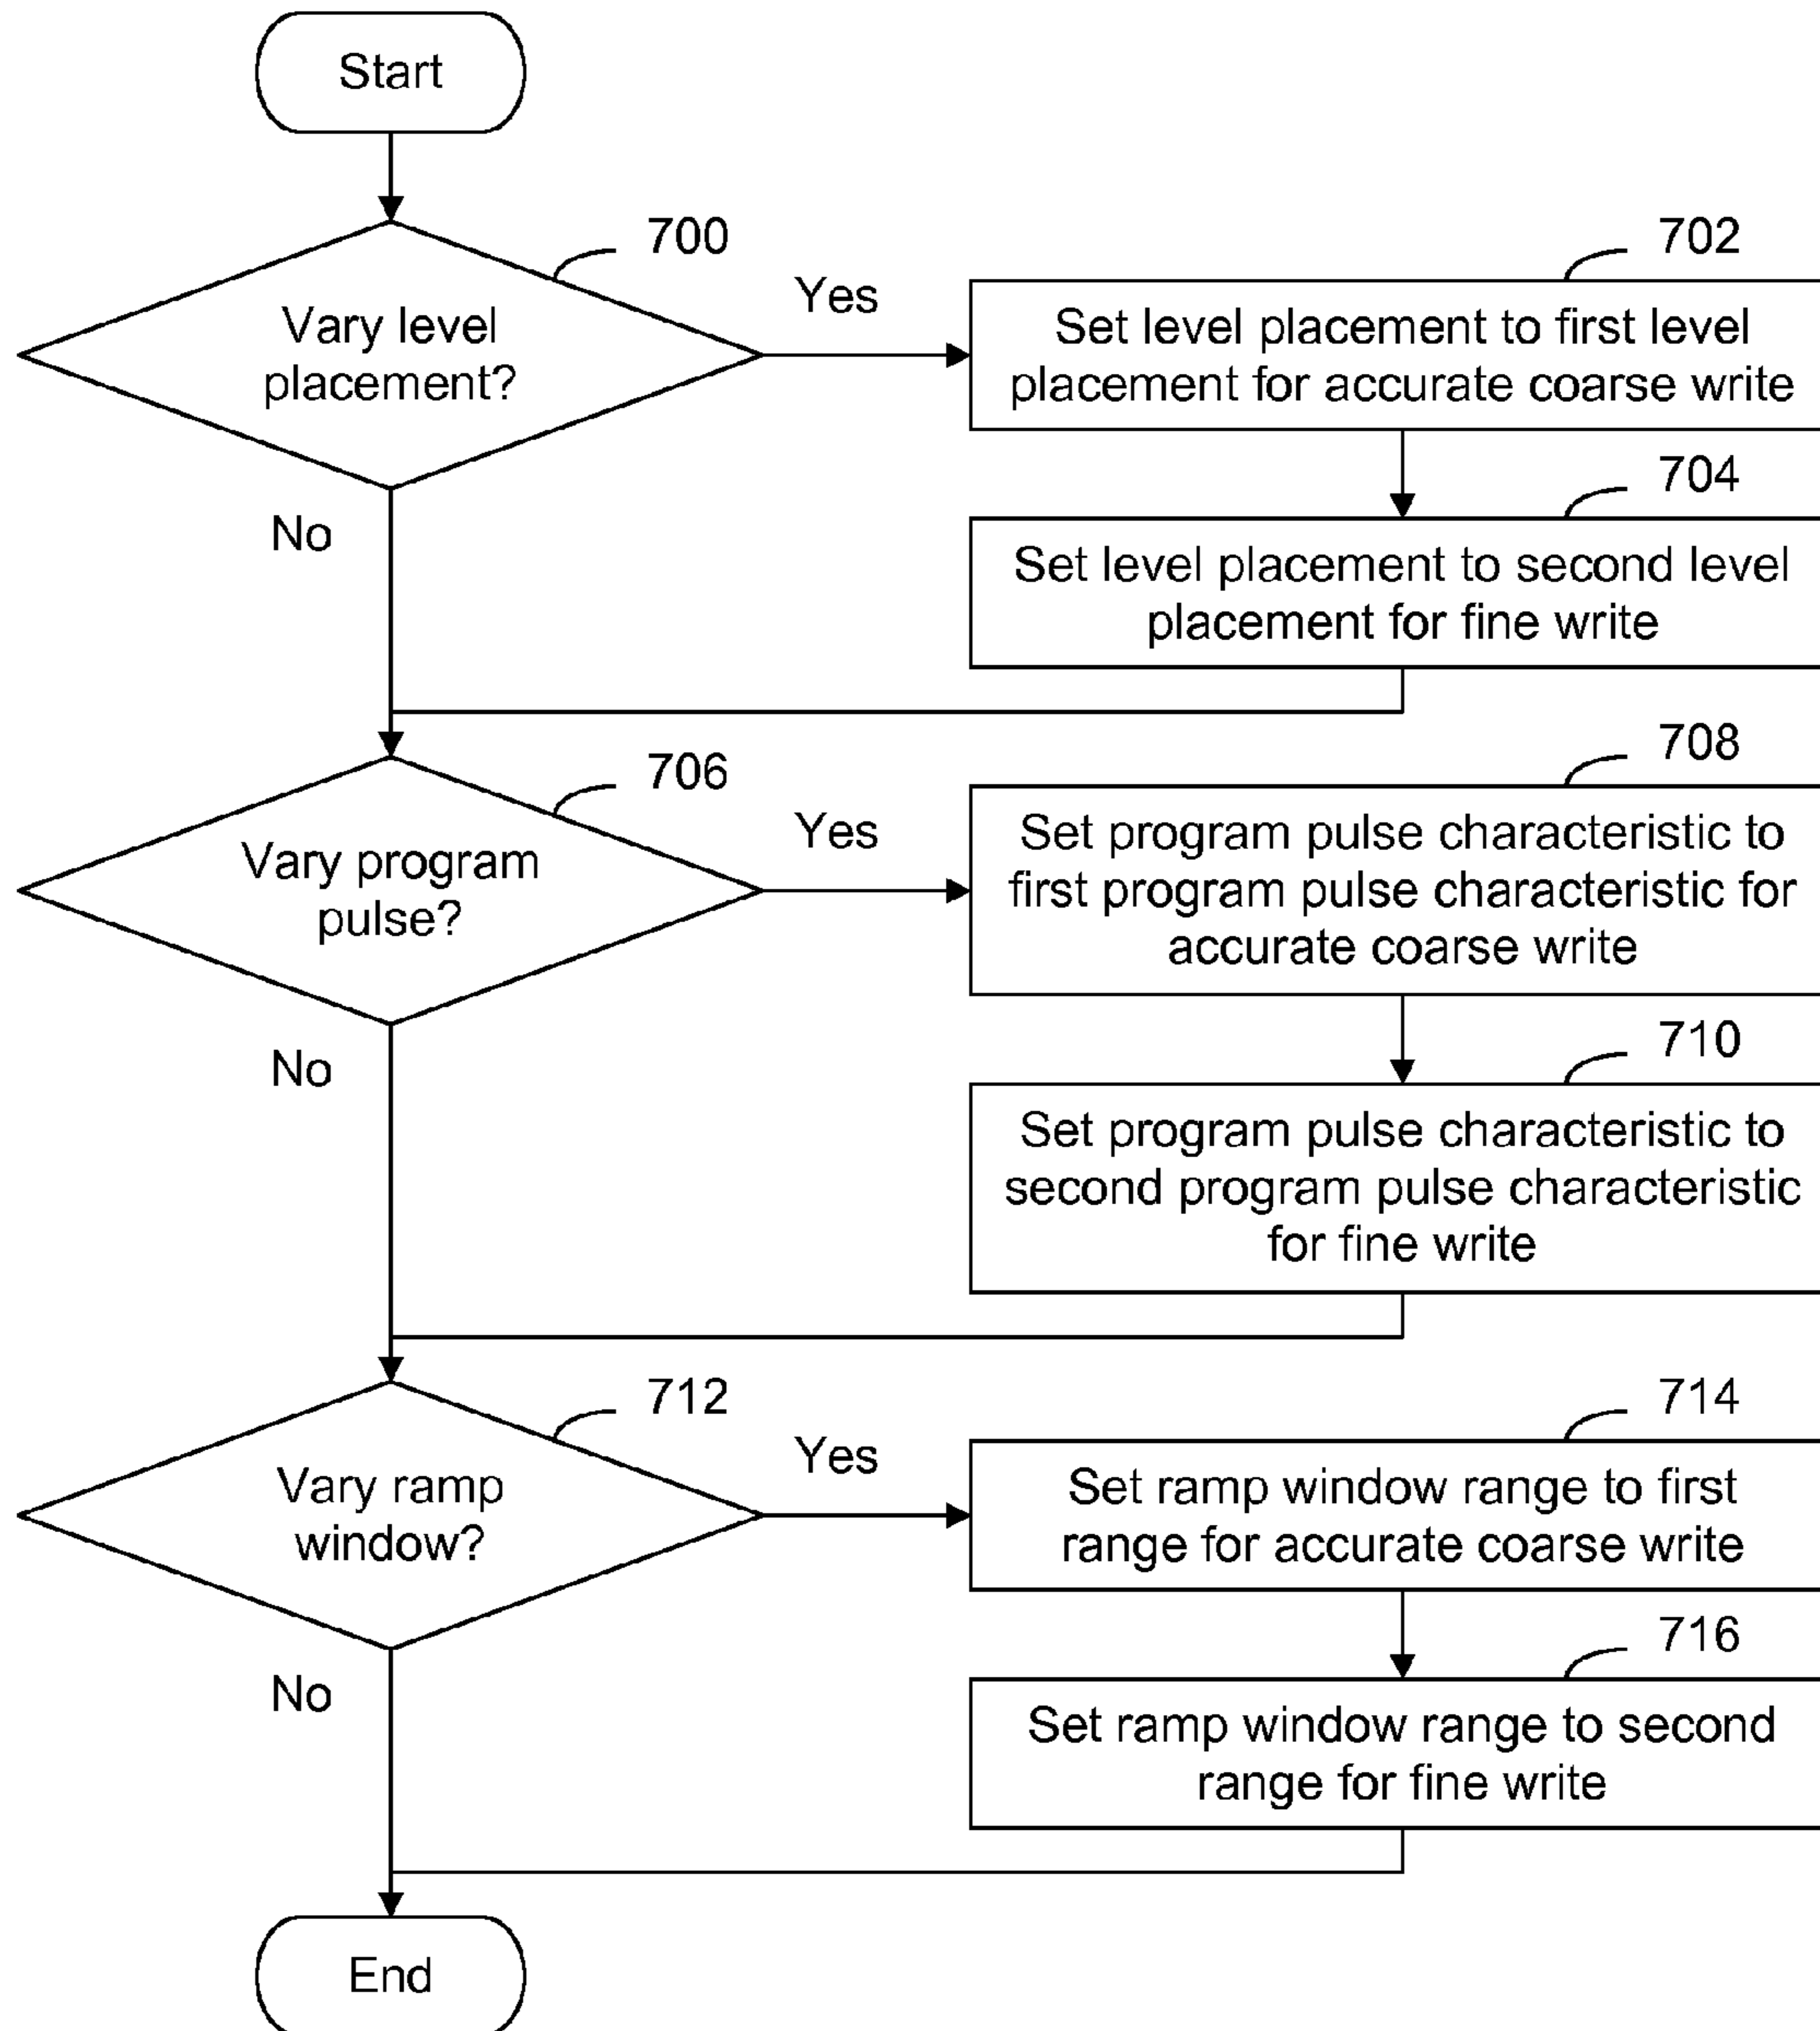 Start
700
Vary level
placement?
Yes
702
Set level placement to first level
placement for accurate coarse write
704
Set level placement to second level
placement for fine write
No
706
Vary program
pulse?
Yes
708
Set program pulse characteristic to
first program pulse characteristic for
accurate coarse write
710
Set program pulse characteristic to
second program pulse characteristic
for fine write
No
712
Vary ramp
window?
Yes
714
Set ramp window range to first
range for accurate coarse write
716
Set ramp window range to second
range for fine write
No
End